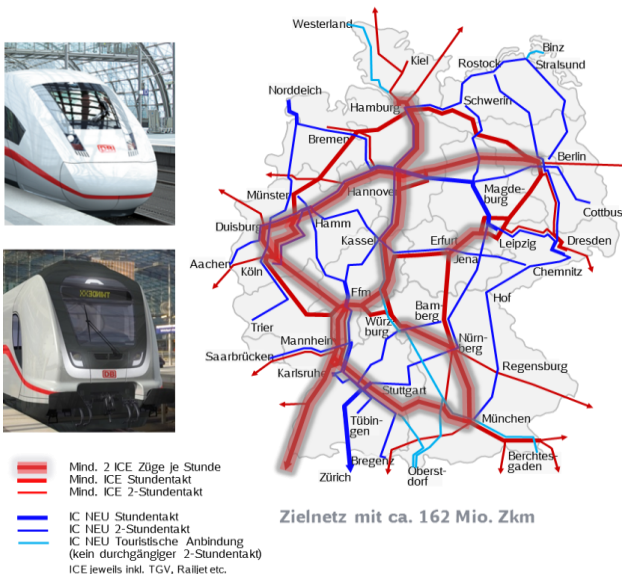 Westerland
Kiel
Binz
Rostock
Stralsund
Norddeich
Hamburg
Schwerin
Bremen
Berlin
Hannover
Magde-
burg
Münster
Cottbus
Duisburg
Hamm
Kassel
Erfurt
Leipzig
Dresden
Aachen
Köln
Jena
Chemnitz
Ffm
Hof
Bam-
berg
Trier
Würz-
burg
Mannheim
Nürn-
berg
Saarbrücken
Regensburg
Karlsruhe
Stuttgart
München
Tübin-
gen
Bregenz
Oberst-
dorf
Berchtes-
gaden
Zürich
Mind. 2 ICE Züge je Stunde
Mind. ICE Stundentakt
Mind. ICE 2-Stundentakt
IC NEU Stundentakt
IC NEU 2-Stundentakt
IC NEU Touristische Anbindung
(kein durchgängiger 2-Stundentakt)
ICE jeweils inkl. TGV, Railjet etc.
Zielnetz mit ca. 162 Mio. Zkm